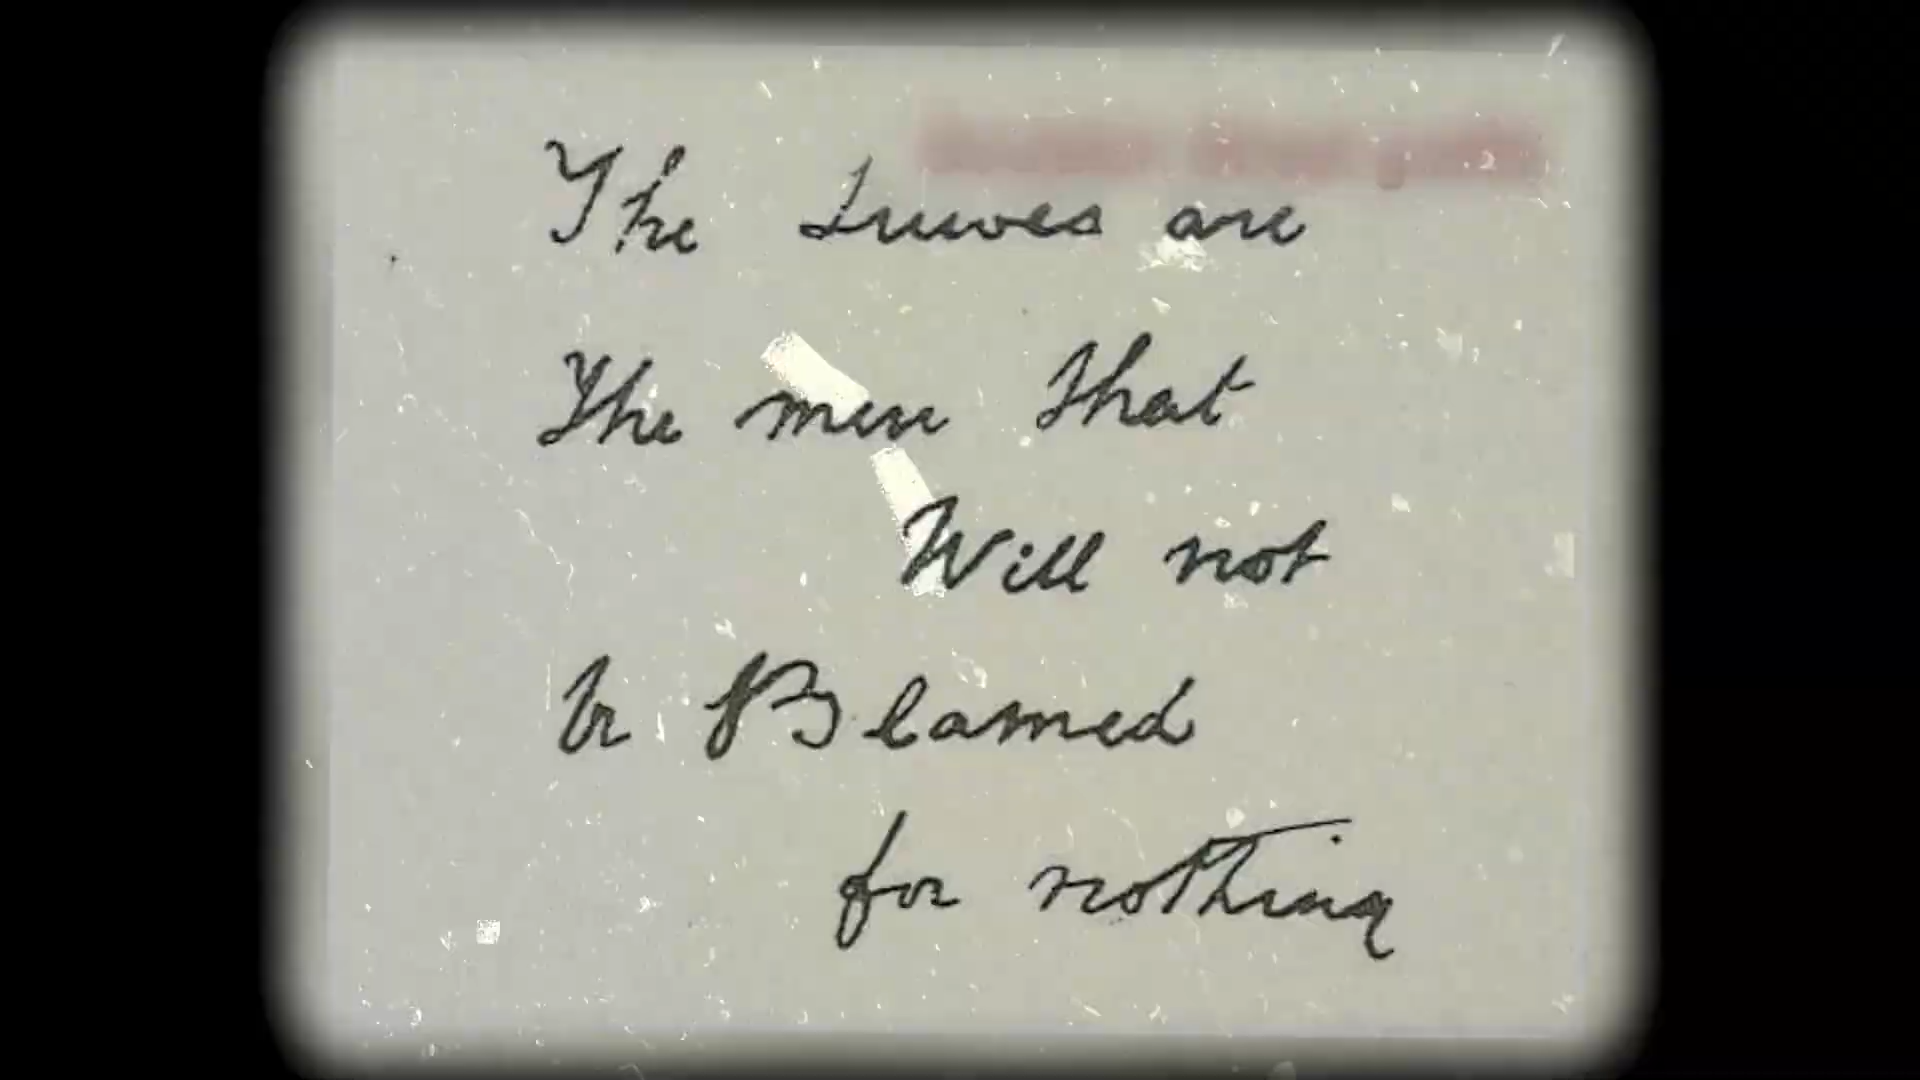 The Juwes are
The men that
Will not
be Blamed
for nothing